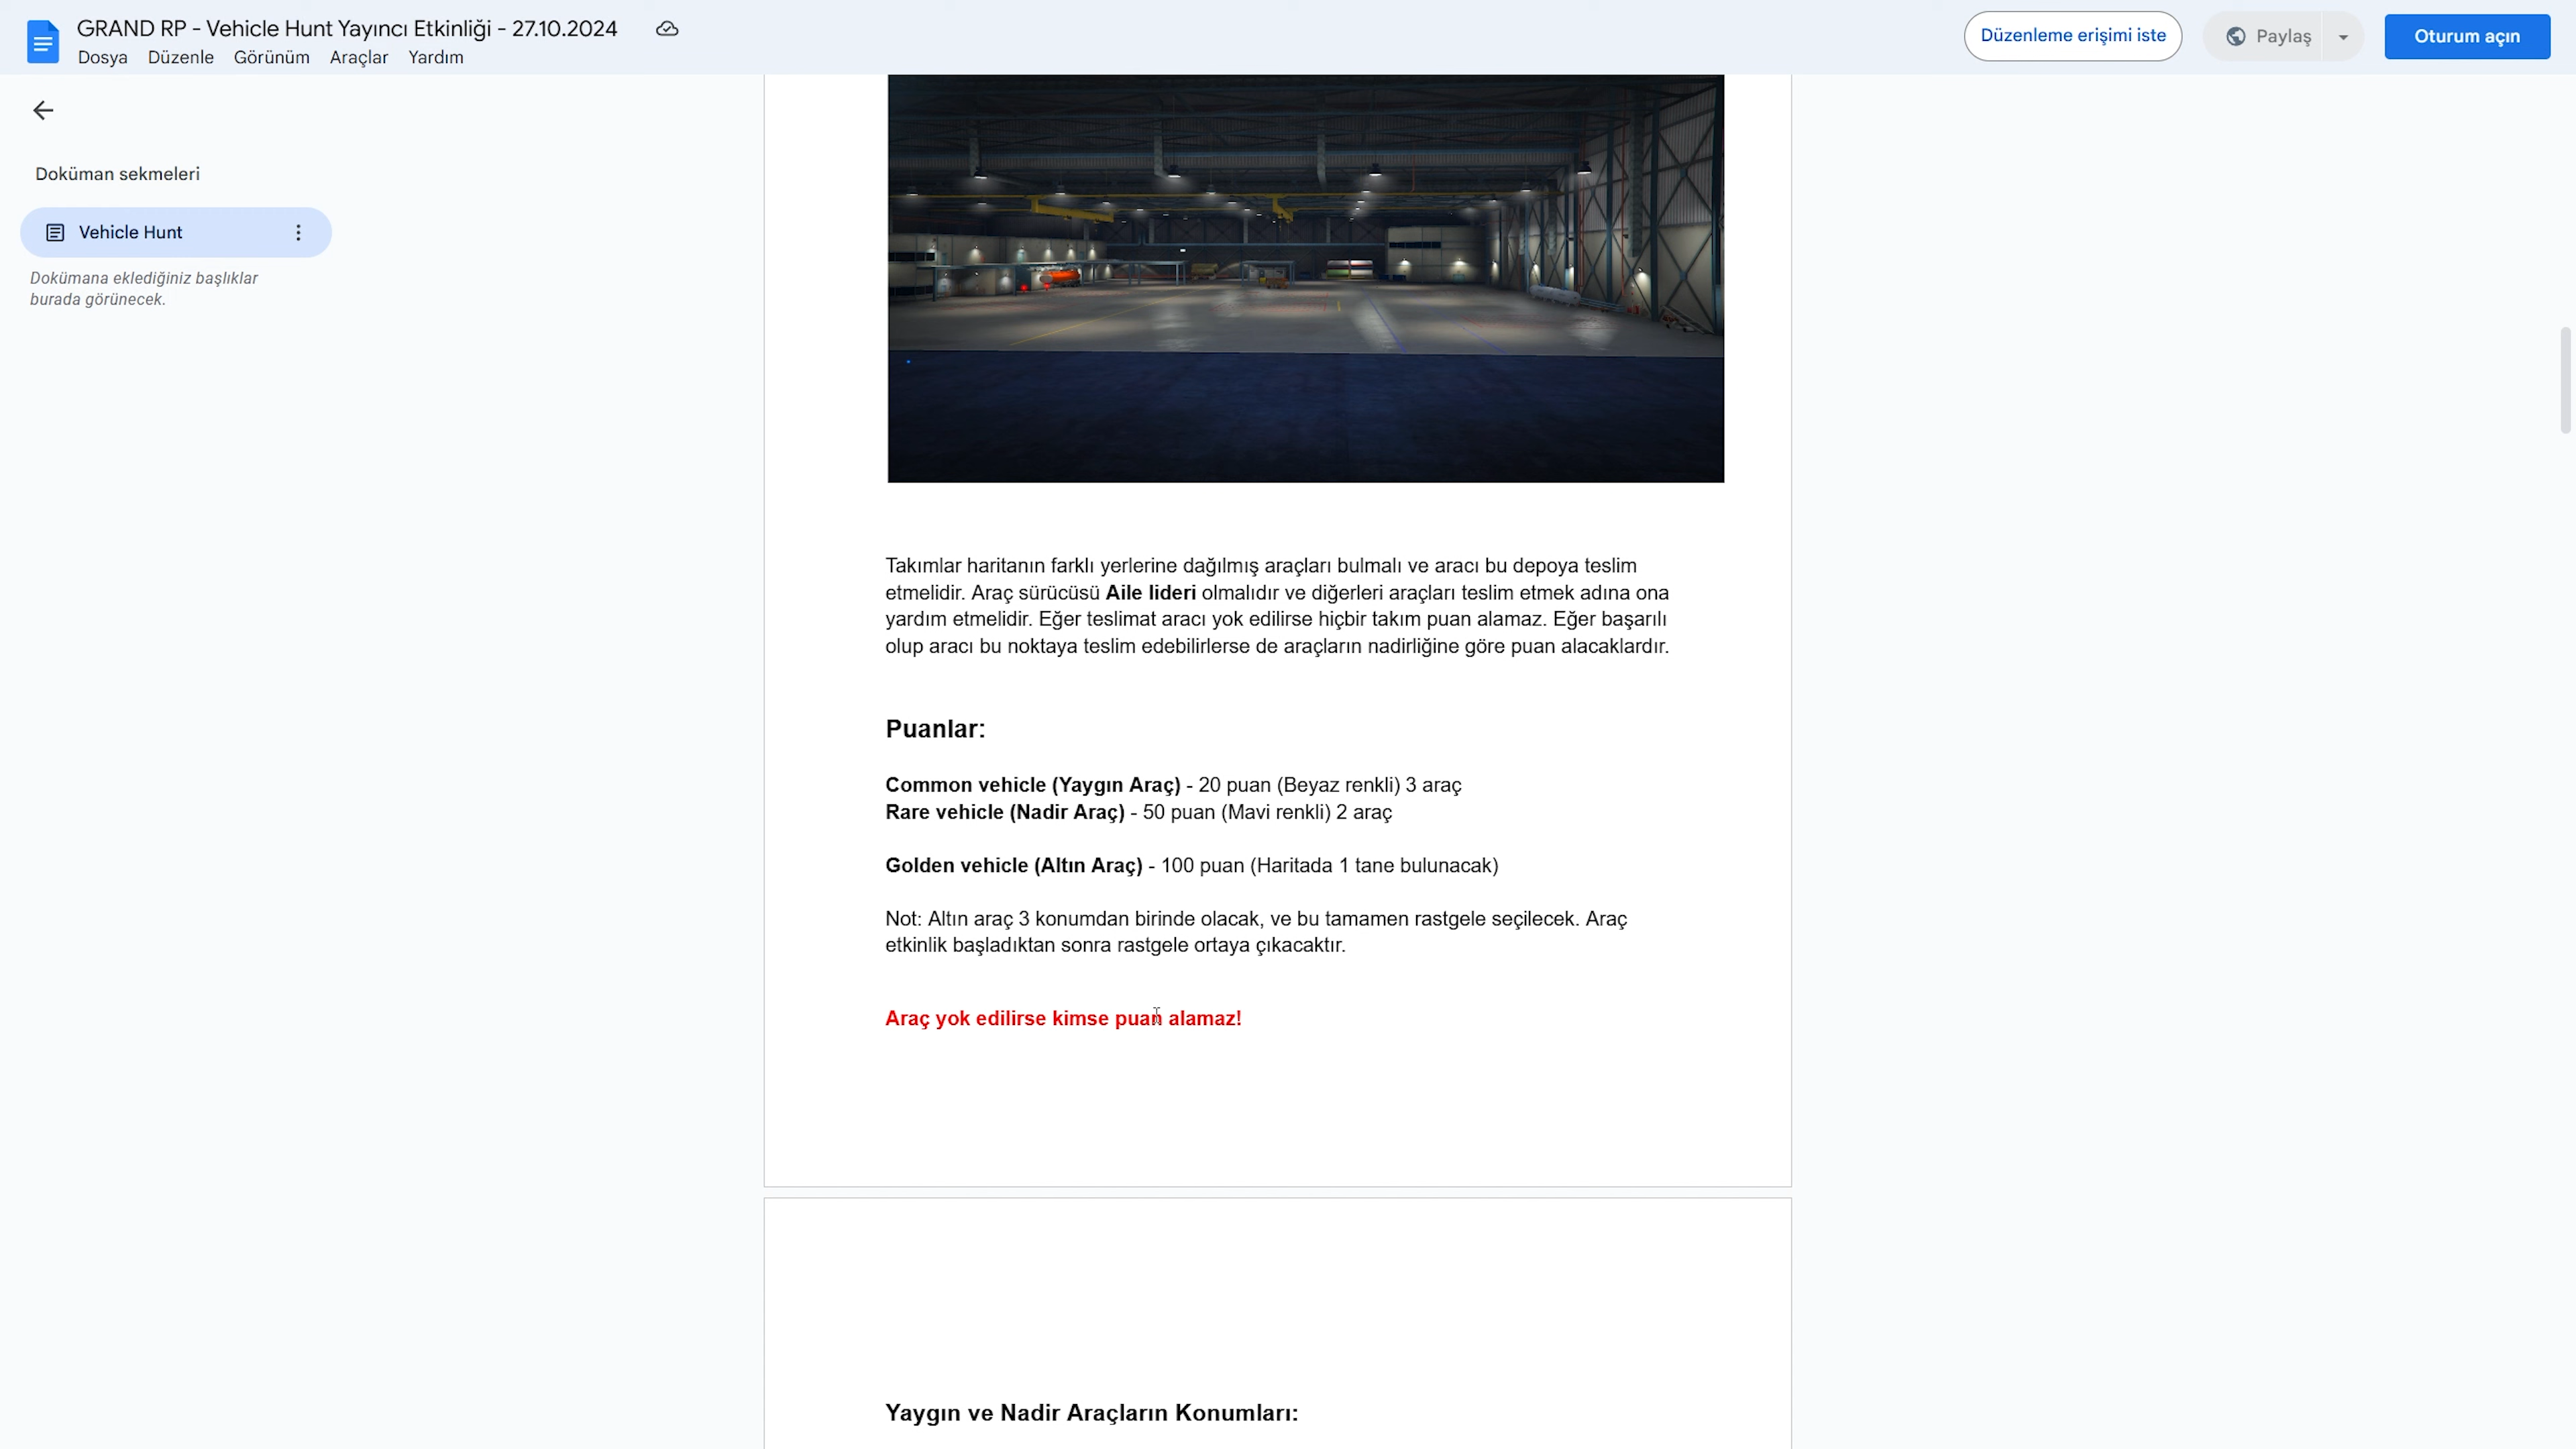 GRAND RP - Vehicle Hunt Yayıncı Etkinliği - 27.10.2024
Dosya Düzenle Görünüm Araçlar Yardım
Düzenleme erişimi iste
Paylaş
Oturum açın
Doküman sekmeleri
Vehicle Hunt
Dokümana eklediğiniz başlıklar
burada görünecek.
Takımlar haritanın farklı yerlerine dağılmış araçları bulmalı ve aracı bu depoya teslim
etmelidir. Araç sürücüsü Aile lideri olmalıdır ve diğerleri araçları teslim etmek adına ona
yardım etmelidir. Eğer teslimat aracı yok edilirse hiçbir takım puan alamaz. Eğer başarılı
olup aracı bu noktaya teslim edebilirlerse de araçların nadirliğine göre puan alacaklardır.
Puanlar:
Common vehicle (Yaygın Araç) - 20 puan (Beyaz renkli) 3 araç
Rare vehicle (Nadir Araç) - 50 puan (Mavi renkli) 2 araç
Golden vehicle (Altın Araç) - 100 puan (Haritada 1 tane bulunacak)
Not: Altın araç 3 konumdan birinde olacak, ve bu tamamen rastgele seçilecek. Araç
etkinlik başladıktan sonra rastgele ortaya çıkacaktır.
Araç yok edilirse kimse puan alamaz!
Yaygın ve Nadir Araçların Konumları: